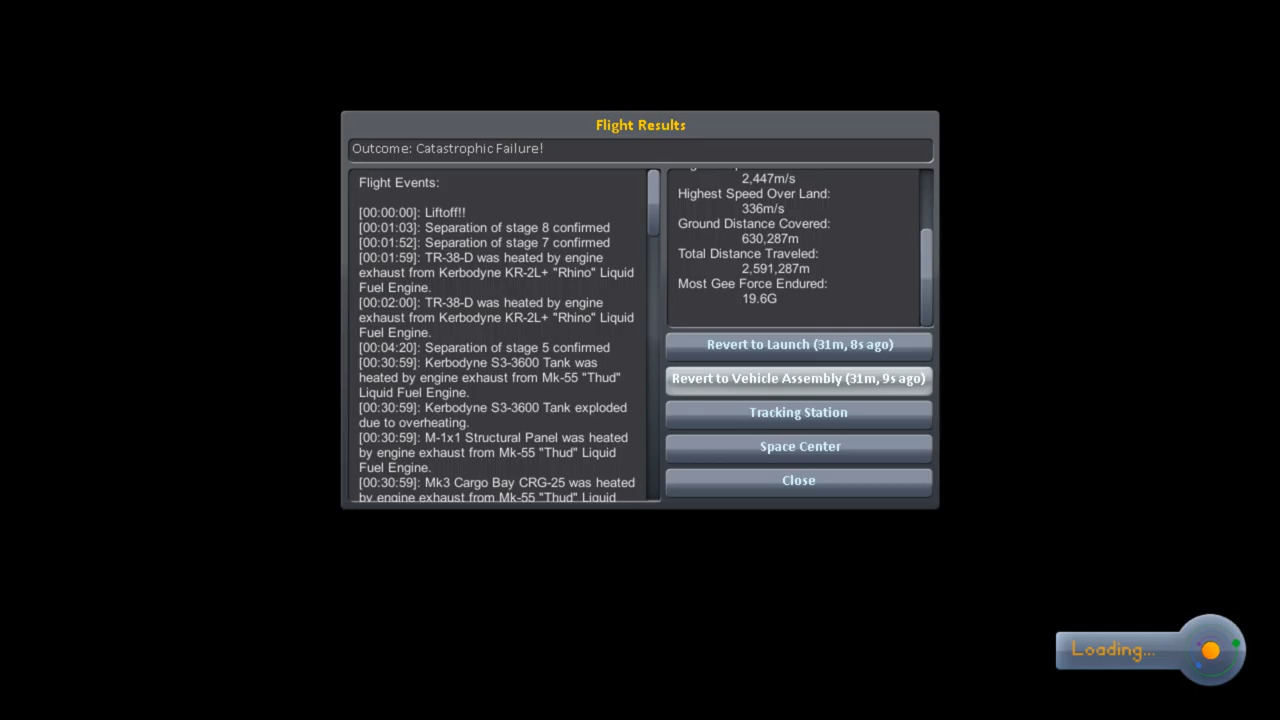 Flight Results
Outcome: Catastrophic Failure!
Flight Events:
[00:00:00]: Liftoff!!
[00:01:03]: Separation of stage 8 confirmed
[00:01:52]: Separation of stage 7 confirmed
[00:01:59]: TR-38-D was heated by engine
exhaust from Kerbodyne KR-2L+ "Rhino" Liquid
Fuel Engine.
[00:02:00]: TR-38-D was heated by engine
exhaust from Kerbodyne KR-2L+ "Rhino" Liquid
Fuel Engine.
[00:04:20]: Separation of stage 5 confirmed
[00:30:59]: Kerbodyne S3-3600 Tank was
heated by engine exhaust from Mk-55 "Thud"
Liquid Fuel Engine.
[00:30:59]: Kerbodyne S3-3600 Tank exploded
due to overheating.
[00:30:59]: M-1x1 Structural Panel was heated
by engine exhaust from Mk-55 "Thud" Liquid
Fuel Engine.
[00:30:59]: Mk3 Cargo Bay CRG-25 was heated
by engine exhaust from Mk-55 "Thud" Liquid
2,447m/s
Highest Speed Over Land:
336m/s
Ground Distance Covered:
630,287m
Total Distance Traveled:
2,591,287m
Most Gee Force Endured:
19.6G
Revert to Launch (31m, 8s ago)
Revert to Vehicle Assembly (31m, 9s ago)
Tracking Station
Space Center
Close
Loading...